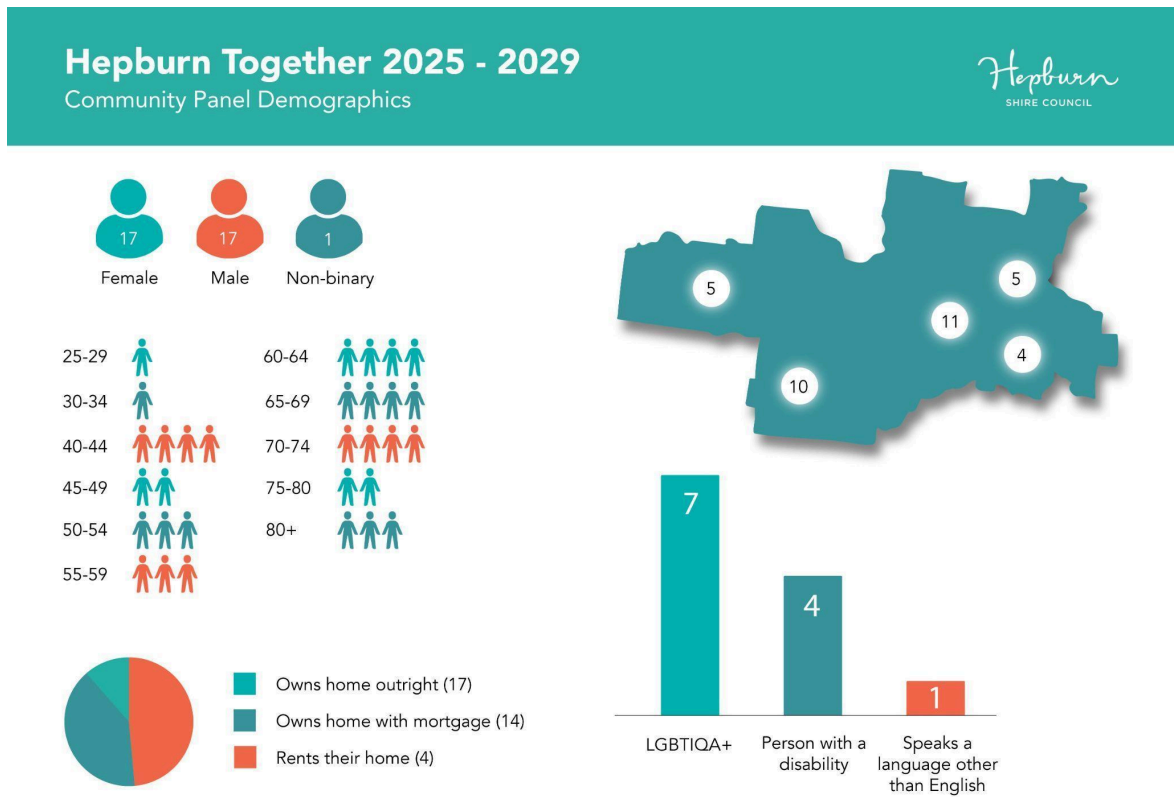 Hepburn Together 2025 - 2029
Community Panel Demographics
Hepburn
SHIRE COUNCIL
17
17
1
Female
Male
Non-binary
25-29
30-34
40-44
45-49
50-54
55-59
60-64
65-69
70-74
75-80
80+
5
5
11
4
10
Owns home outright (17)
Owns home with mortgage (14)
Rents their home (4)
7
4
1
LGBTIQA+
Person with a
disability
Speaks a
language other
than English